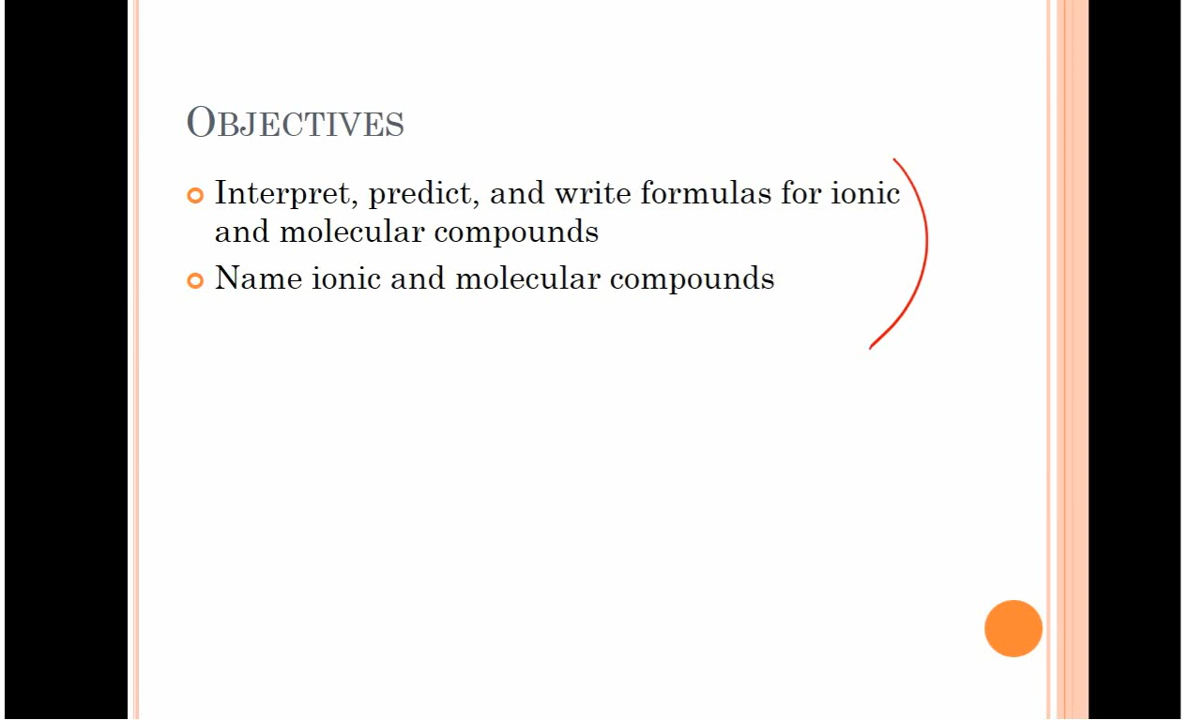 OBJECTIVES
Interpret, predict, and write formulas for ionic
and molecular compounds
Name ionic and molecular compounds